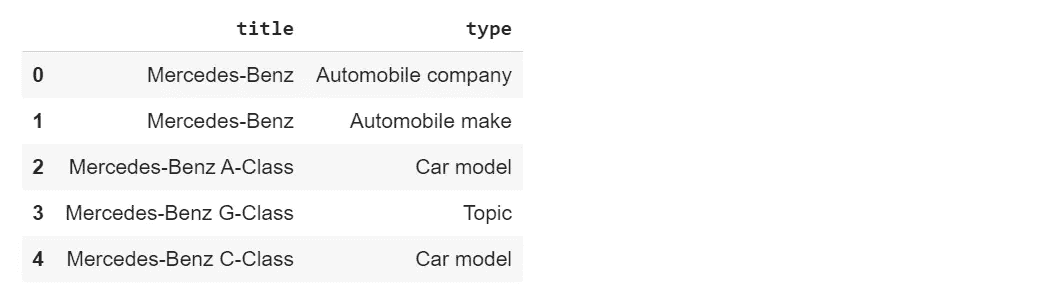 title type
0 Mercedes-Benz Automobile company
1 Mercedes-Benz Automobile make
2 Mercedes-Benz A-Class Car model
3 Mercedes-Benz G-Class Topic
4 Mercedes-Benz C-Class Car model